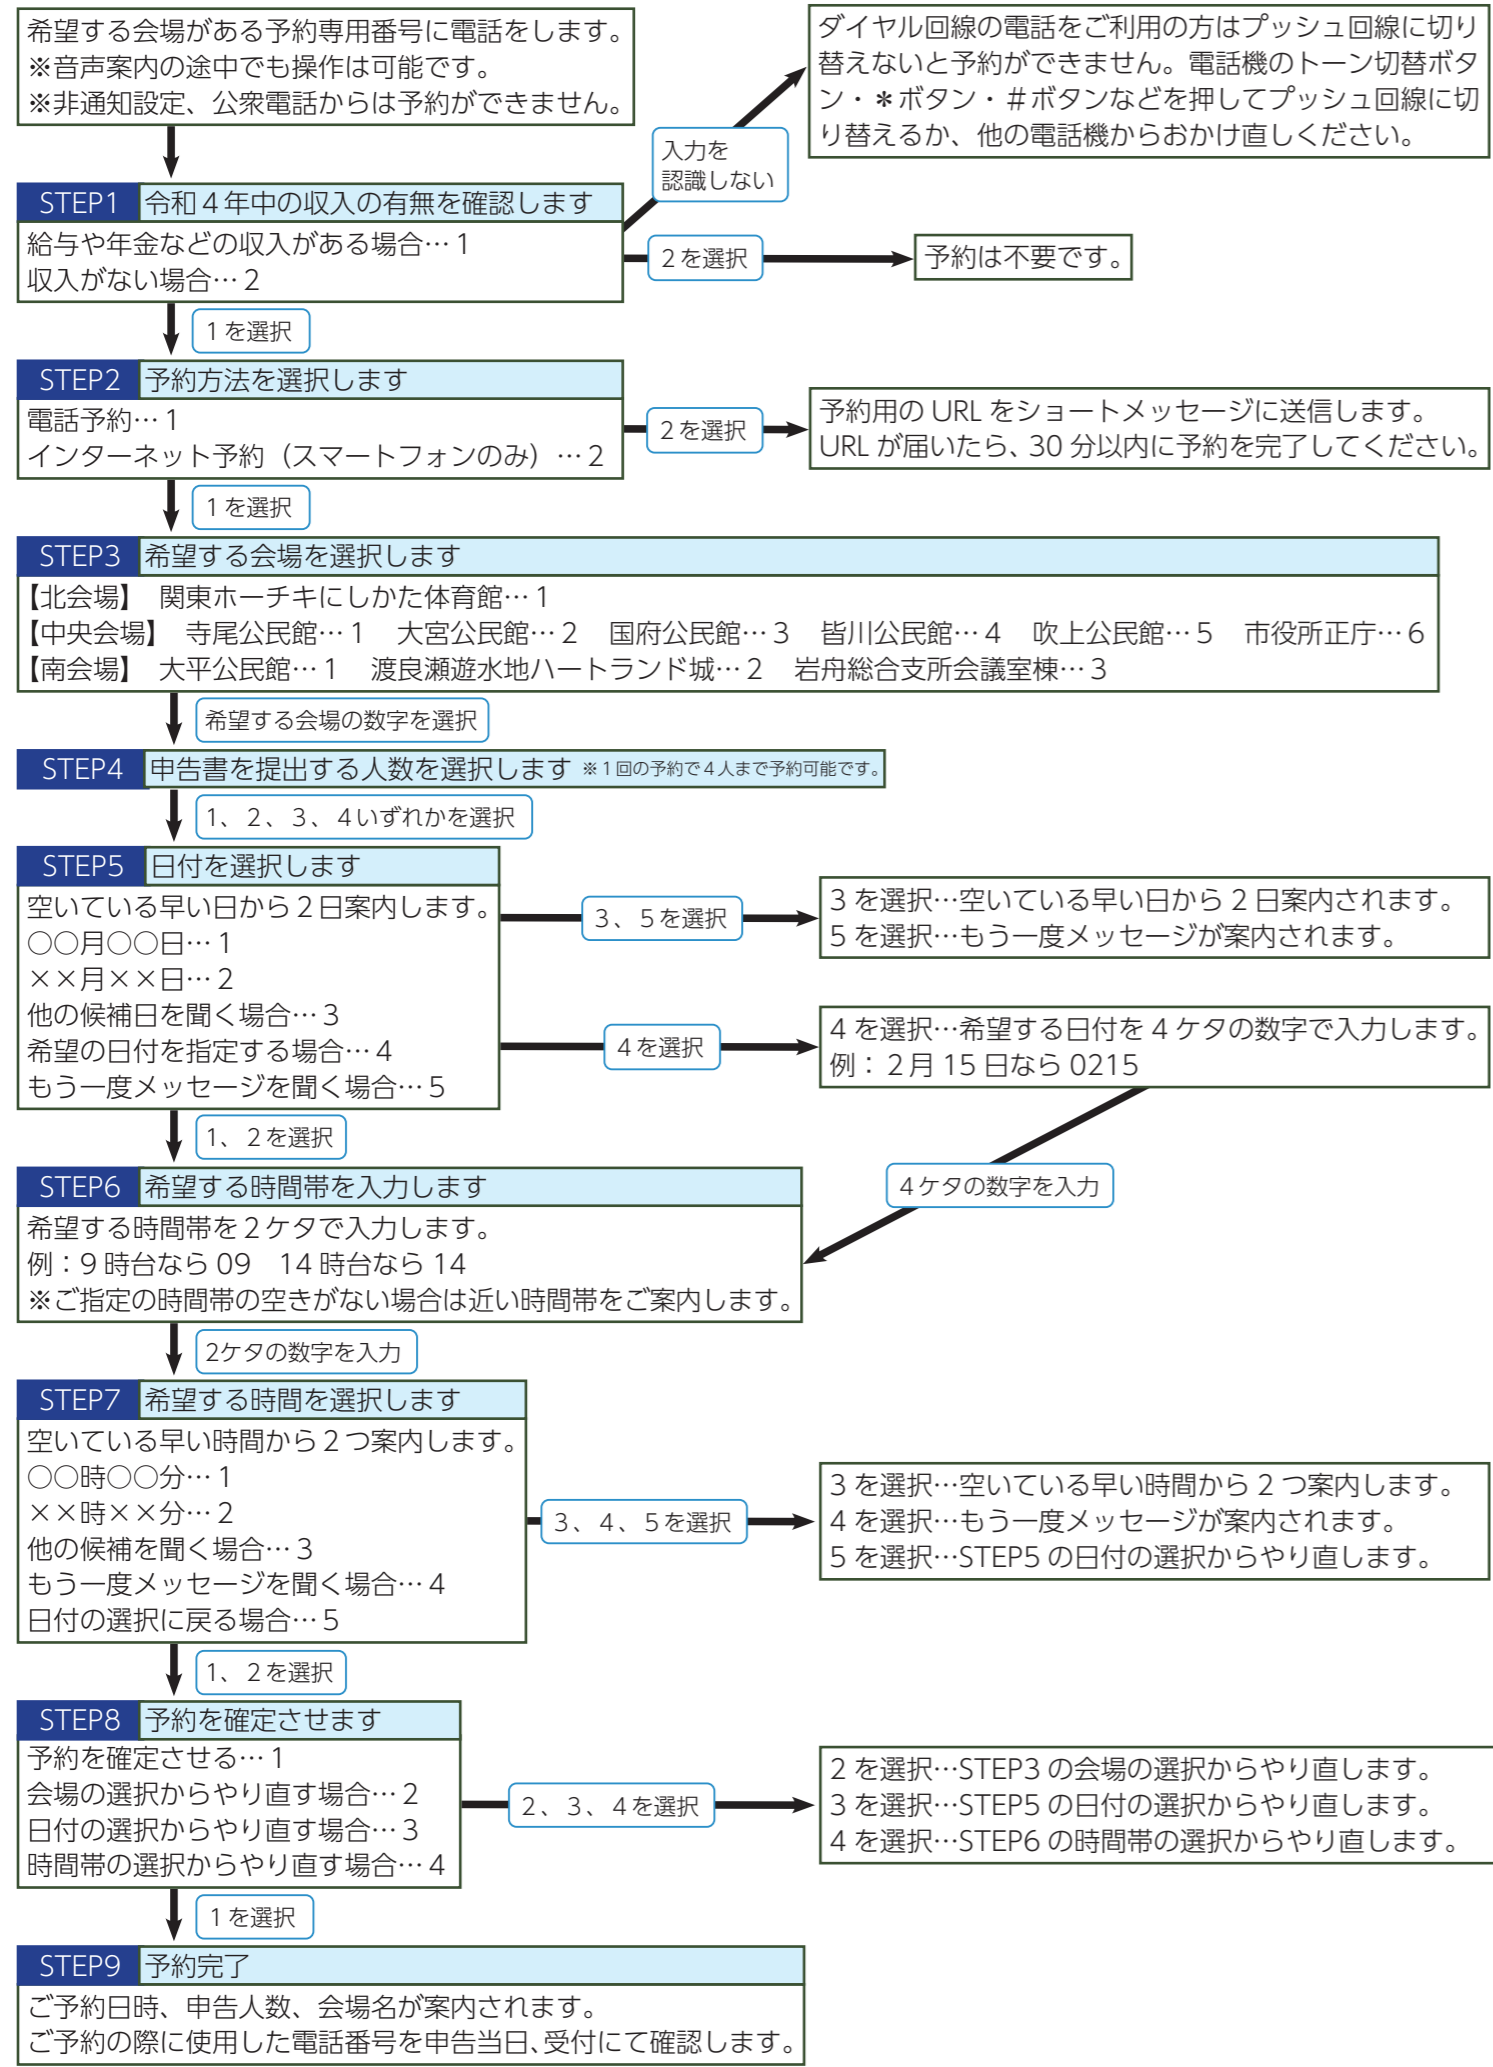 希望する会場がある予約専用番号に電話をします。
※音声案内の途中でも操作は可能です。
※非通知設定、公衆電話からは予約ができません。
ダイヤル回線の電話をご利用の方はプッシュ回線に切り
替えないと予約ができません。電話機のトーン切替ボタ
ン・＊ボタン・＃ボタンなどを押してプッシュ回線に切
り替えるか、他の電話機からおかけ直しください。
入力を
認識しない
STEP1 令和４年中の収入の有無を確認します
給与や年金などの収入がある場合…１
収入がない場合…２
２を選択
予約は不要です。
１を選択
STEP2 予約方法を選択します
電話予約…１
インターネット予約（スマートフォンのみ）…２
２を選択
予約用の URL をショートメッセージに送信します。
URL が届いたら、30 分以内に予約を完了してください。
１を選択
STEP3 希望する会場を選択します
【北会場】 関東ホーチキにしかた体育館…１
【中央会場】 寺尾公民館…１ 大宮公民館…２ 国府公民館…３ 皆川公民館…４ 吹上公民館…５ 市役所正庁…６
【南会場】 大平公民館…１ 渡良瀬遊水地ハートランド城…２ 岩舟総合支所会議室棟…３
希望する会場の数字を選択
STEP4 申告書を提出する人数を選択します ※１回の予約で４人まで予約可能です。
１、２、３、４いずれかを選択
STEP5 日付を選択します
空いている早い日から２日案内します。
○○月○○日…１
××月××日…２
他の候補日を聞く場合…３
希望の日付を指定する場合…４
もう一度メッセージを聞く場合…５
３、５を選択
３を選択…空いている早い日から２日案内されます。
５を選択…もう一度メッセージが案内されます。
４を選択
４を選択…希望する日付を４ケタの数字で入力します。
例：２月 15 日なら 0215
１、２を選択
４ケタの数字を入力
STEP6 希望する時間帯を入力します
希望する時間帯を２ケタで入力します。
例：９時台なら 09 14 時台なら 14
※ご指定の時間帯の空きがない場合は近い時間帯をご案内します。
2ケタの数字を入力
STEP7 希望する時間を選択します
空いている早い時間から２つ案内します。
○○時○○分…１
××時××分…２
他の候補を聞く場合…３
もう一度メッセージを聞く場合…４
日付の選択に戻る場合…５
３、４、５を選択
３を選択…空いている早い時間から２つ案内します。
４を選択…もう一度メッセージが案内されます。
５を選択…STEP5 の日付の選択からやり直します。
１、２を選択
STEP8 予約を確定させます
予約を確定させる…１
会場の選択からやり直す場合…２
日付の選択からやり直す場合…３
時間帯の選択からやり直す場合…４
２、３、４を選択
２を選択…STEP3 の会場の選択からやり直します。
３を選択…STEP5 の日付の選択からやり直します。
４を選択…STEP6 の時間帯の選択からやり直します。
１を選択
STEP9 予約完了
ご予約日時、申告人数、会場名が案内されます。
ご予約の際に使用した電話番号を申告当日、受付にて確認します。